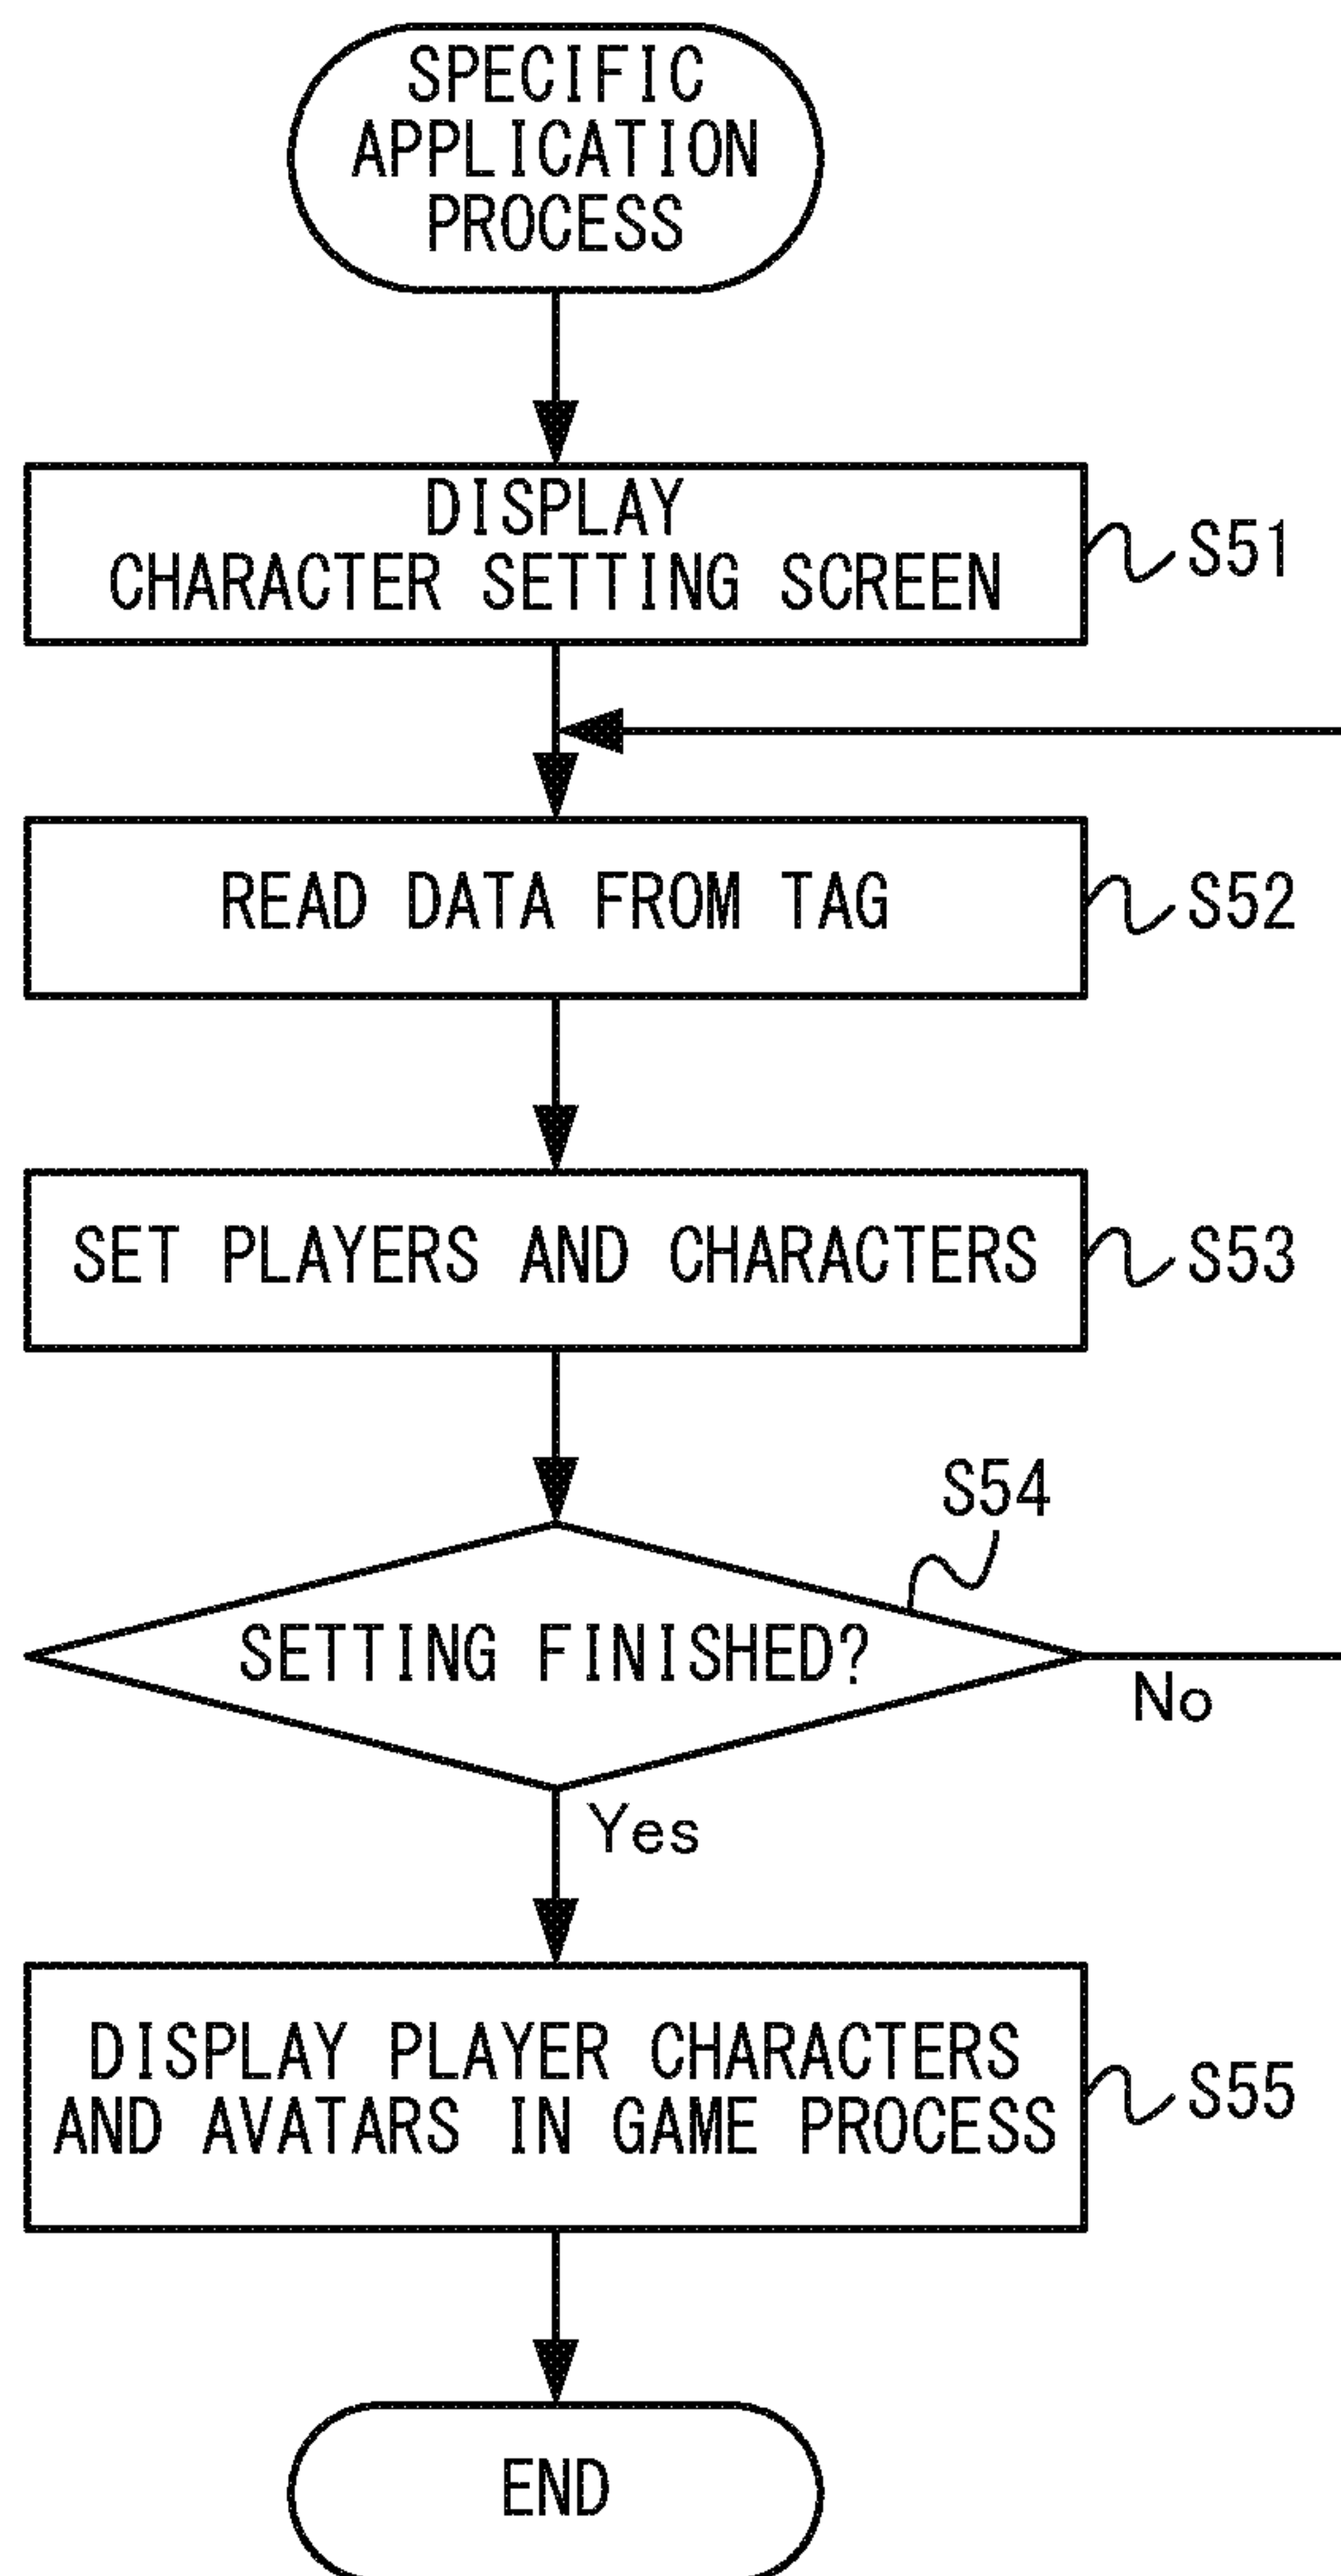 SPECIFIC
APPLICATION
PROCESS
DISPLAY
CHARACTER SETTING SCREEN
S51
READ DATA FROM TAG
S52
SET PLAYERS AND CHARACTERS
S53
S54
SETTING FINISHED?
No
Yes
DISPLAY PLAYER CHARACTERS
AND AVATARS IN GAME PROCESS
S55
END